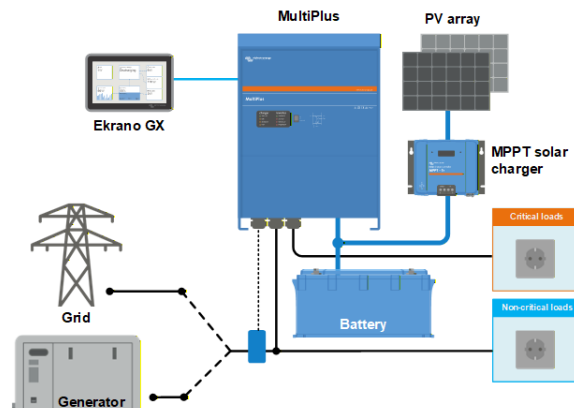 MultiPlus
PV array
Ekrano GX
MultiPlus
MPPT solar
charger
Critical loads
Grid
Battery
Non-critical loads
Generator